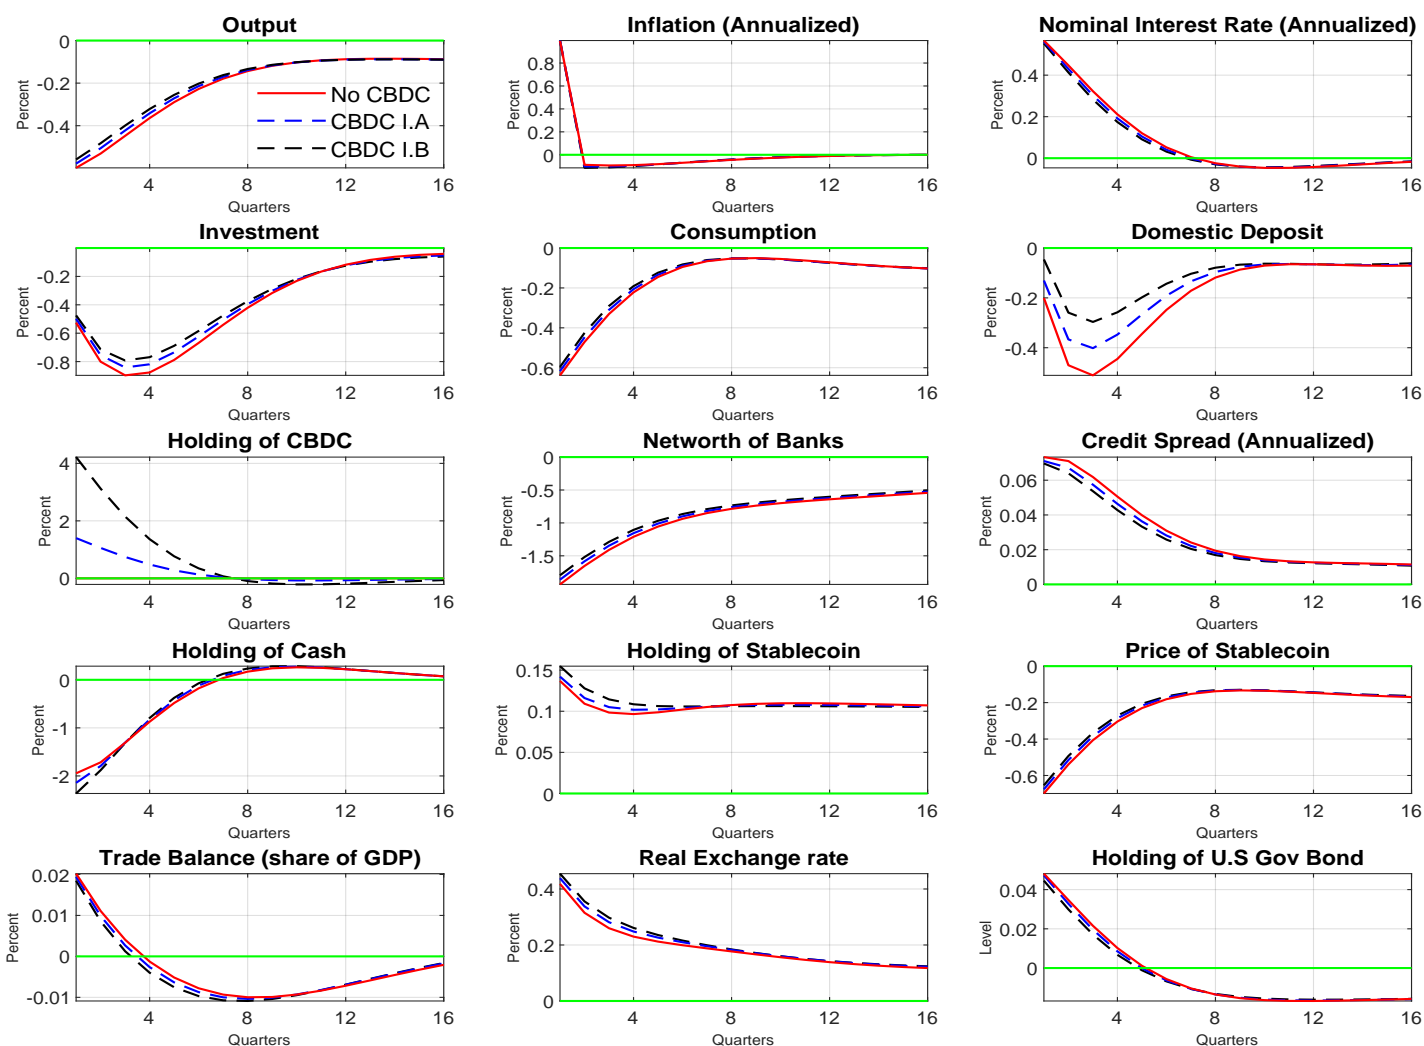 Output
Inflation (Annualized)
Nominal Interest Rate (Annualized)
0
-0.2
-0.4
Percent
No CBDC
CBDC I.A
CBDC I.B
4 8 12 16
Quarters
0.8
0.6
0.4
0.2
0
Percent
4 8 12 16
Quarters
0.4
0.2
0
Percent
4 8 12 16
Quarters
Investment
Consumption
Domestic Deposit
-0.2
-0.4
-0.6
-0.8
Percent
4 8 12 16
Quarters
0
-0.2
-0.4
-0.6
Percent
4 8 12 16
Quarters
0
-0.2
-0.4
Percent
4 8 12 16
Quarters
Holding of CBDC
Networth of Banks
Credit Spread (Annualized)
4
2
0
Percent
4 8 12 16
Quarters
0
-0.5
-1
-1.5
Percent
4 8 12 16
Quarters
0.06
0.04
0.02
0
Percent
4 8 12 16
Quarters
Holding of Cash
Holding of Stablecoin
Price of Stablecoin
0
-1
-2
Percent
4 8 12 16
Quarters
0.15
0.1
0.05
0
Percent
4 8 12 16
Quarters
0
-0.2
-0.4
-0.6
Percent
4 8 12 16
Quarters
Trade Balance (share of GDP)
Real Exchange rate
Holding of U.S Gov Bond
0.02
0.01
0
-0.01
Percent
4 8 12 16
Quarters
0.4
0.2
0
Percent
4 8 12 16
Quarters
0.04
0.02
0
Level
4 8 12 16
Quarters